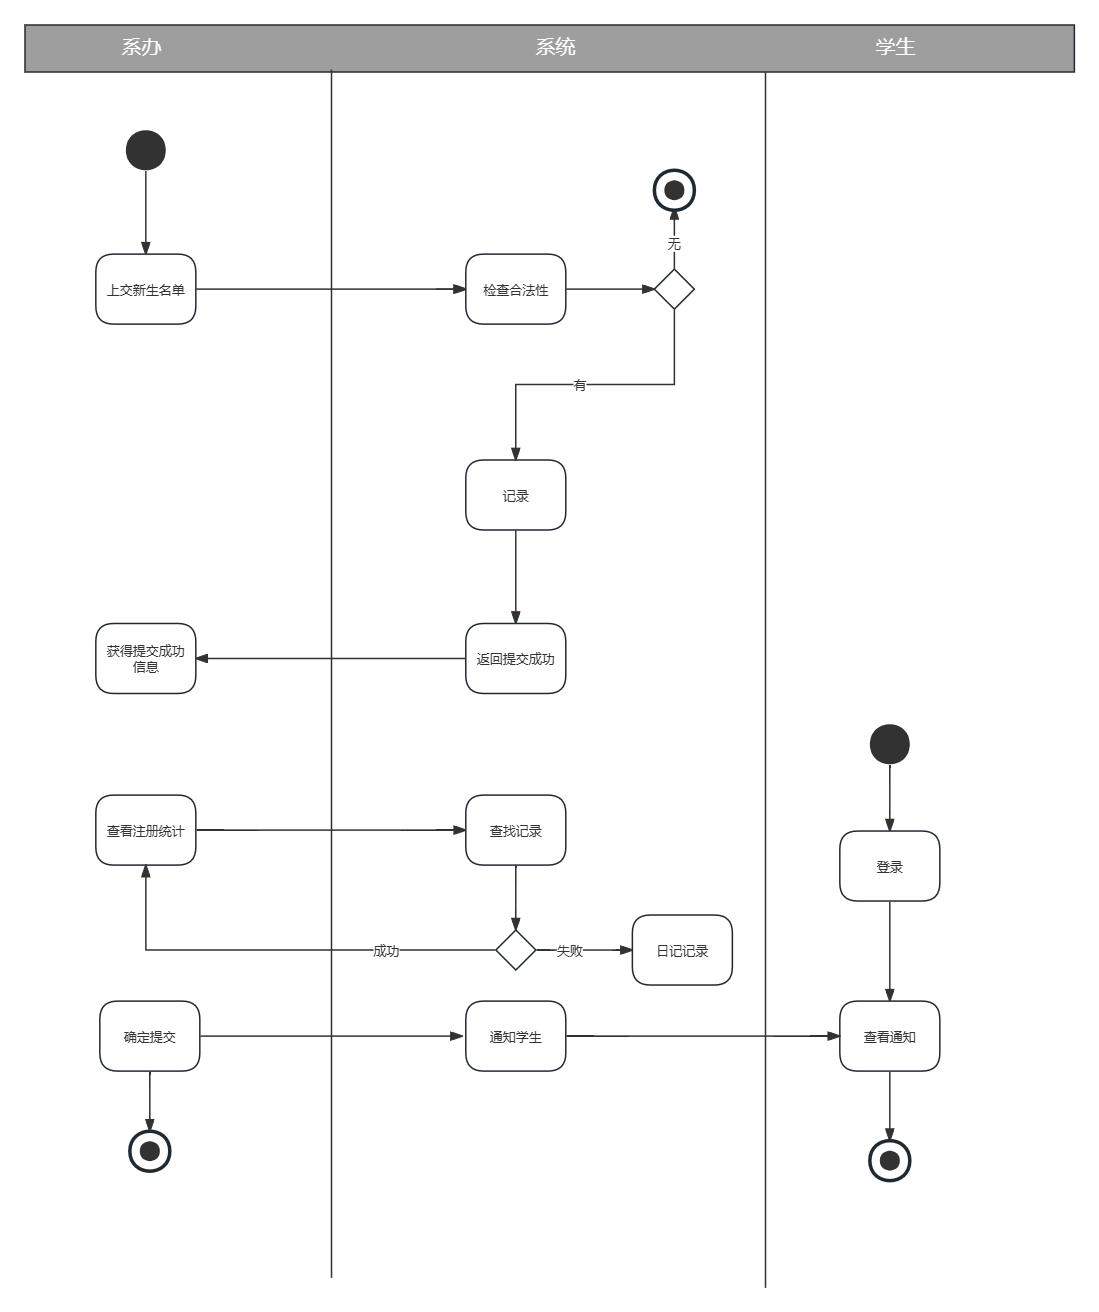 系办
系统
学生
无
上交新生名单
检查合法性
有
记录
获得提交成功
信息
返回提交成功
查看注册统计
查找记录
登录
成功
失败
日记记录
确定提交
通知学生
查看通知